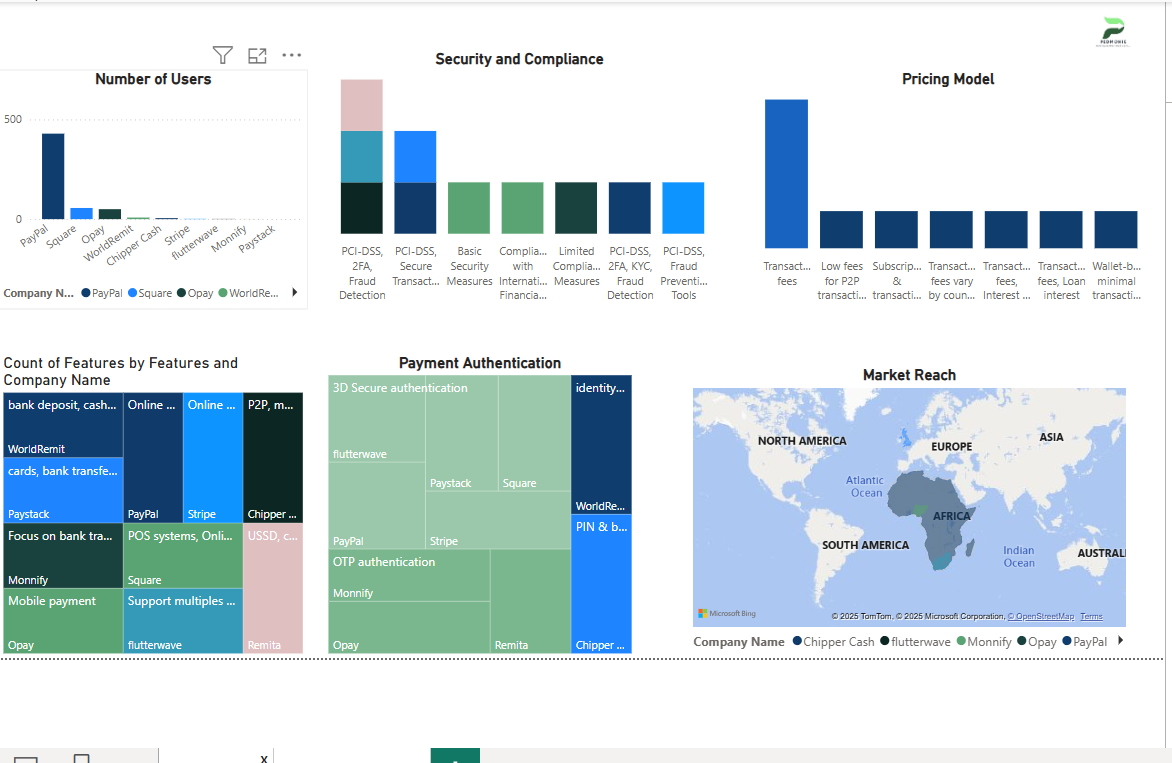 Number of Users
500
0
PayPal
Square
Opay
WorldRemit
Chipper Cash
Stripe
flutterwave
Monnify
Paystack
Company N... PayPal Square Opay WorldRe...
Security and Compliance
PCI-DSS, 2FA, Fraud Detection
PCI-DSS, Secure Transact...
Basic Security Measures
Complia... with Internati... Financia...
Limited Complia... Measures
PCI-DSS, 2FA, KYC, Fraud Detection
PCI-DSS, Fraud Preventi... Tools
Pricing Model
Transact... fees
Low fees for P2P transacti...
Subscrip... & transacti...
Transact... fees vary by coun...
Transact... fees, Interest ...
Transact... fees, Loan interest
Wallet-b... minimal transacti...
Count of Features by Features and
Company Name
bank deposit, cash...
WorldRemit
cards, bank transfe...
Paystack
Focus on bank tra...
Monnify
Mobile payment
Opay
Online ...
PayPal
Online ...
Stripe
P2P, m...
Chipper ...
POS systems, Onli...
Square
Support multiples ...
flutterwave
USSD, c...
Remita
Payment Authentication
3D Secure authentication
flutterwave
PayPal
Paystack
Square
Stripe
OTP authentication
Monnify
Opay
Remita
identity...
WorldRe...
PIN & b...
Chipper ...
Market Reach
NORTH AMERICA
EUROPE
ASIA
Atlantic
Ocean
AFRICA
SOUTH AMERICA
Indian
Ocean
AUSTRALI
Microsoft Bing
© 2025 TomTom, © 2025 Microsoft Corporation, © OpenStreetMap Terms
Company Name Chipper Cash flutterwave Monnify Opay PayPal
x